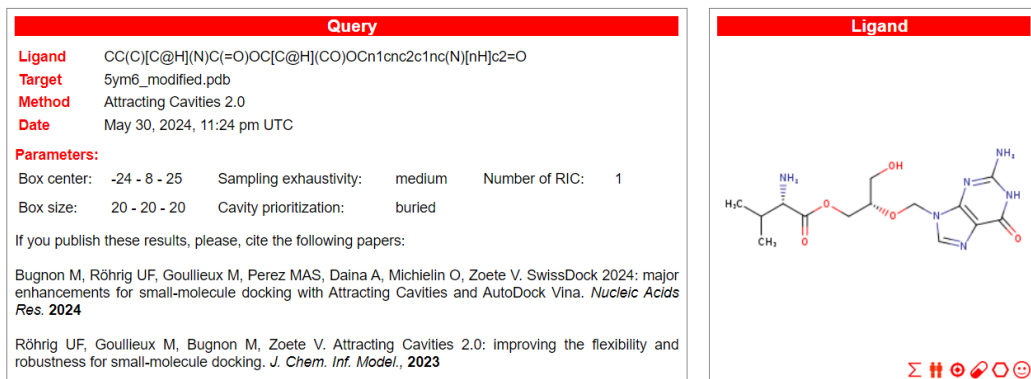 Query
Ligand CC(C)[C@H](N)C(=O)OC[C@H](CO)OCn1cnc2c1nc(N)[nH]c2=O
Target 5ym6_modified.pdb
Method Attracting Cavities 2.0
Date May 30, 2024, 11:24 pm UTC
Parameters:
Box center: -24 - 8 - 25 Sampling exhaustivity: medium Number of RIC: 1
Box size: 20 - 20 - 20 Cavity prioritization: buried
If you publish these results, please, cite the following papers:
Bugnon M, Röhrig UF, Goullieux M, Perez MAS, Daina A, Michielin O, Zoete V. SwissDock 2024: major
enhancements for small-molecule docking with Attracting Cavities and AutoDock Vina. Nucleic Acids
Res. 2024
Röhrig UF, Goullieux M, Bugnon M, Zoete V. Attracting Cavities 2.0: improving the flexibility and
robustness for small-molecule docking. J. Chem. Inf. Model., 2023
Ligand
NH₂
OH
NH₂
N
NH
H₃C
O
O
N
CH₃
O
N
O
Σ